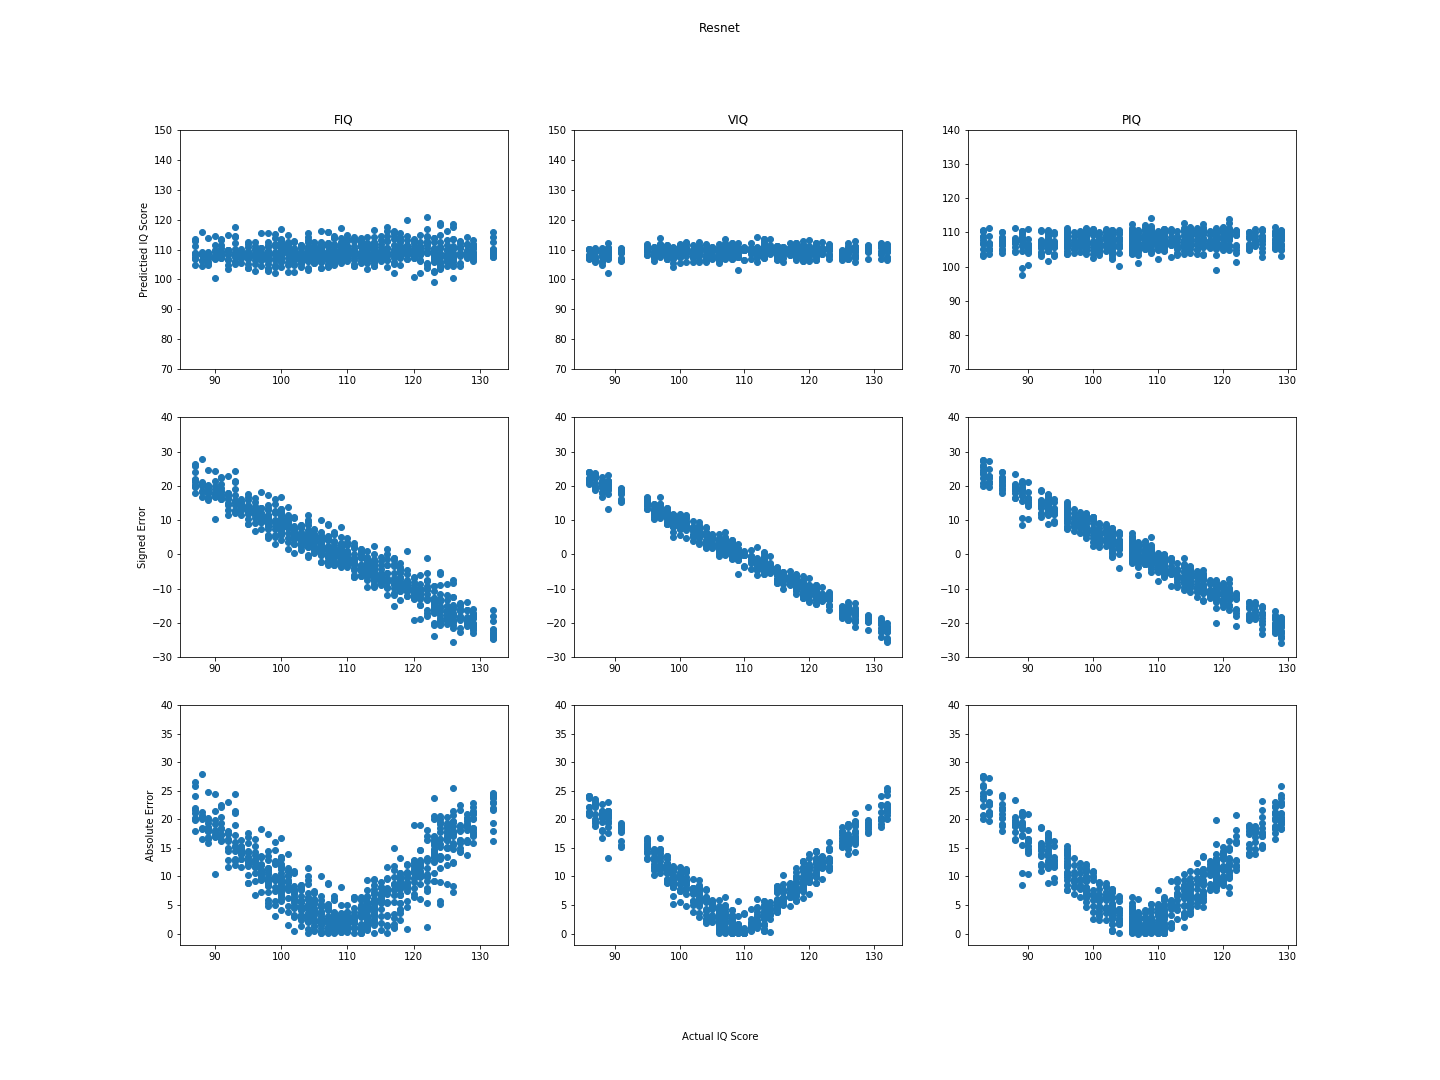 Resnet
FIQ VIQ PIQ
Predictied IQ Score
150 140 130 120 110 100 90 80 70
90 100 110 120 130
150 140 130 120 110 100 90 80 70
90 100 110 120 130
140 130 120 110 100 90 80 70
90 100 110 120 130
Signed Error
40 30 20 10 0 −10 −20 −30
90 100 110 120 130
40 30 20 10 0 −10 −20 −30
90 100 110 120 130
40 30 20 10 0 −10 −20 −30
90 100 110 120 130
Absolute Error
40 35 30 25 20 15 10 5 0
90 100 110 120 130
40 35 30 25 20 15 10 5 0
90 100 110 120 130
40 35 30 25 20 15 10 5 0
90 100 110 120 130
Actual IQ Score